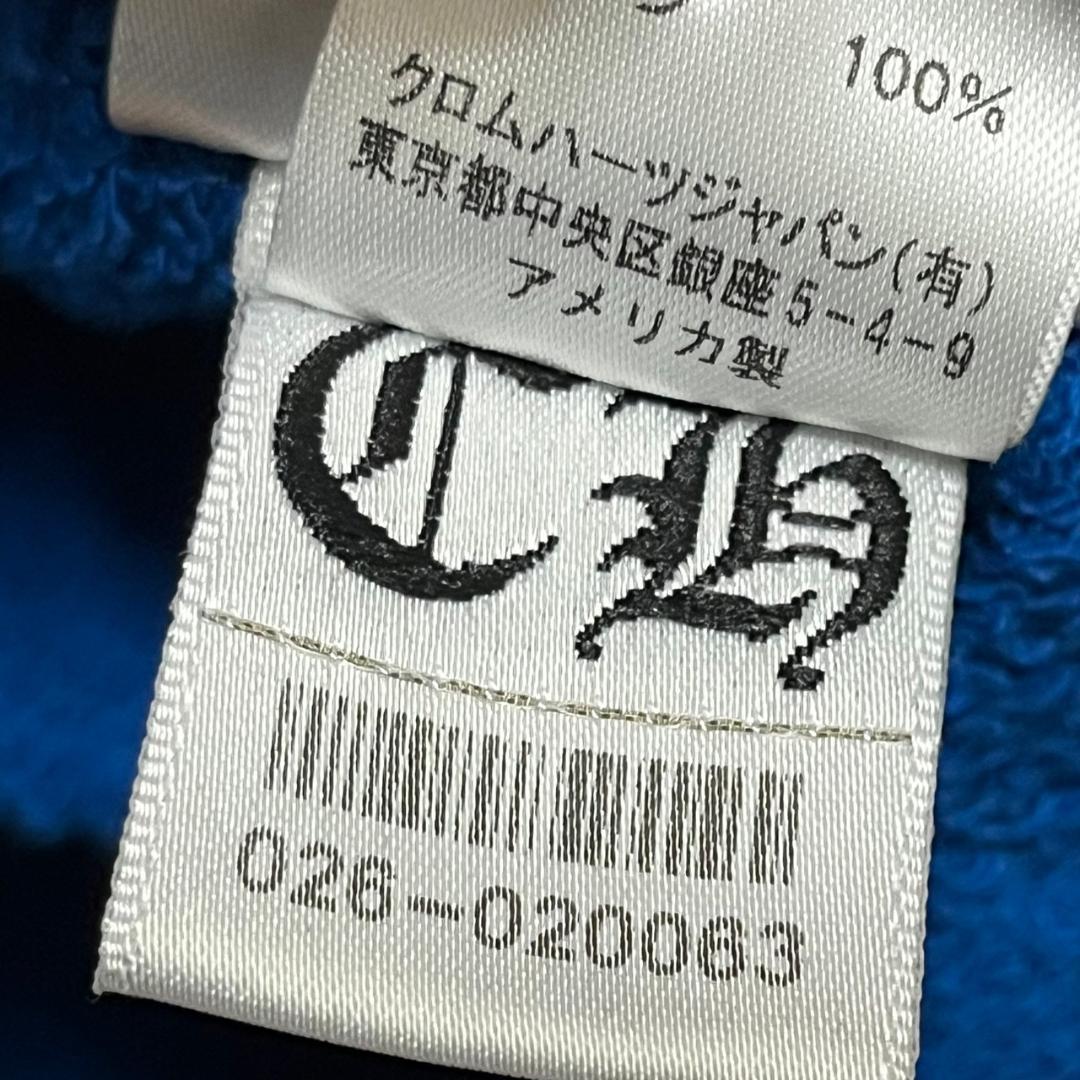 100%
クロムハーツジャパン(有)
東京都中央区銀座5-4-9
アメリカ製
CH
026-020063